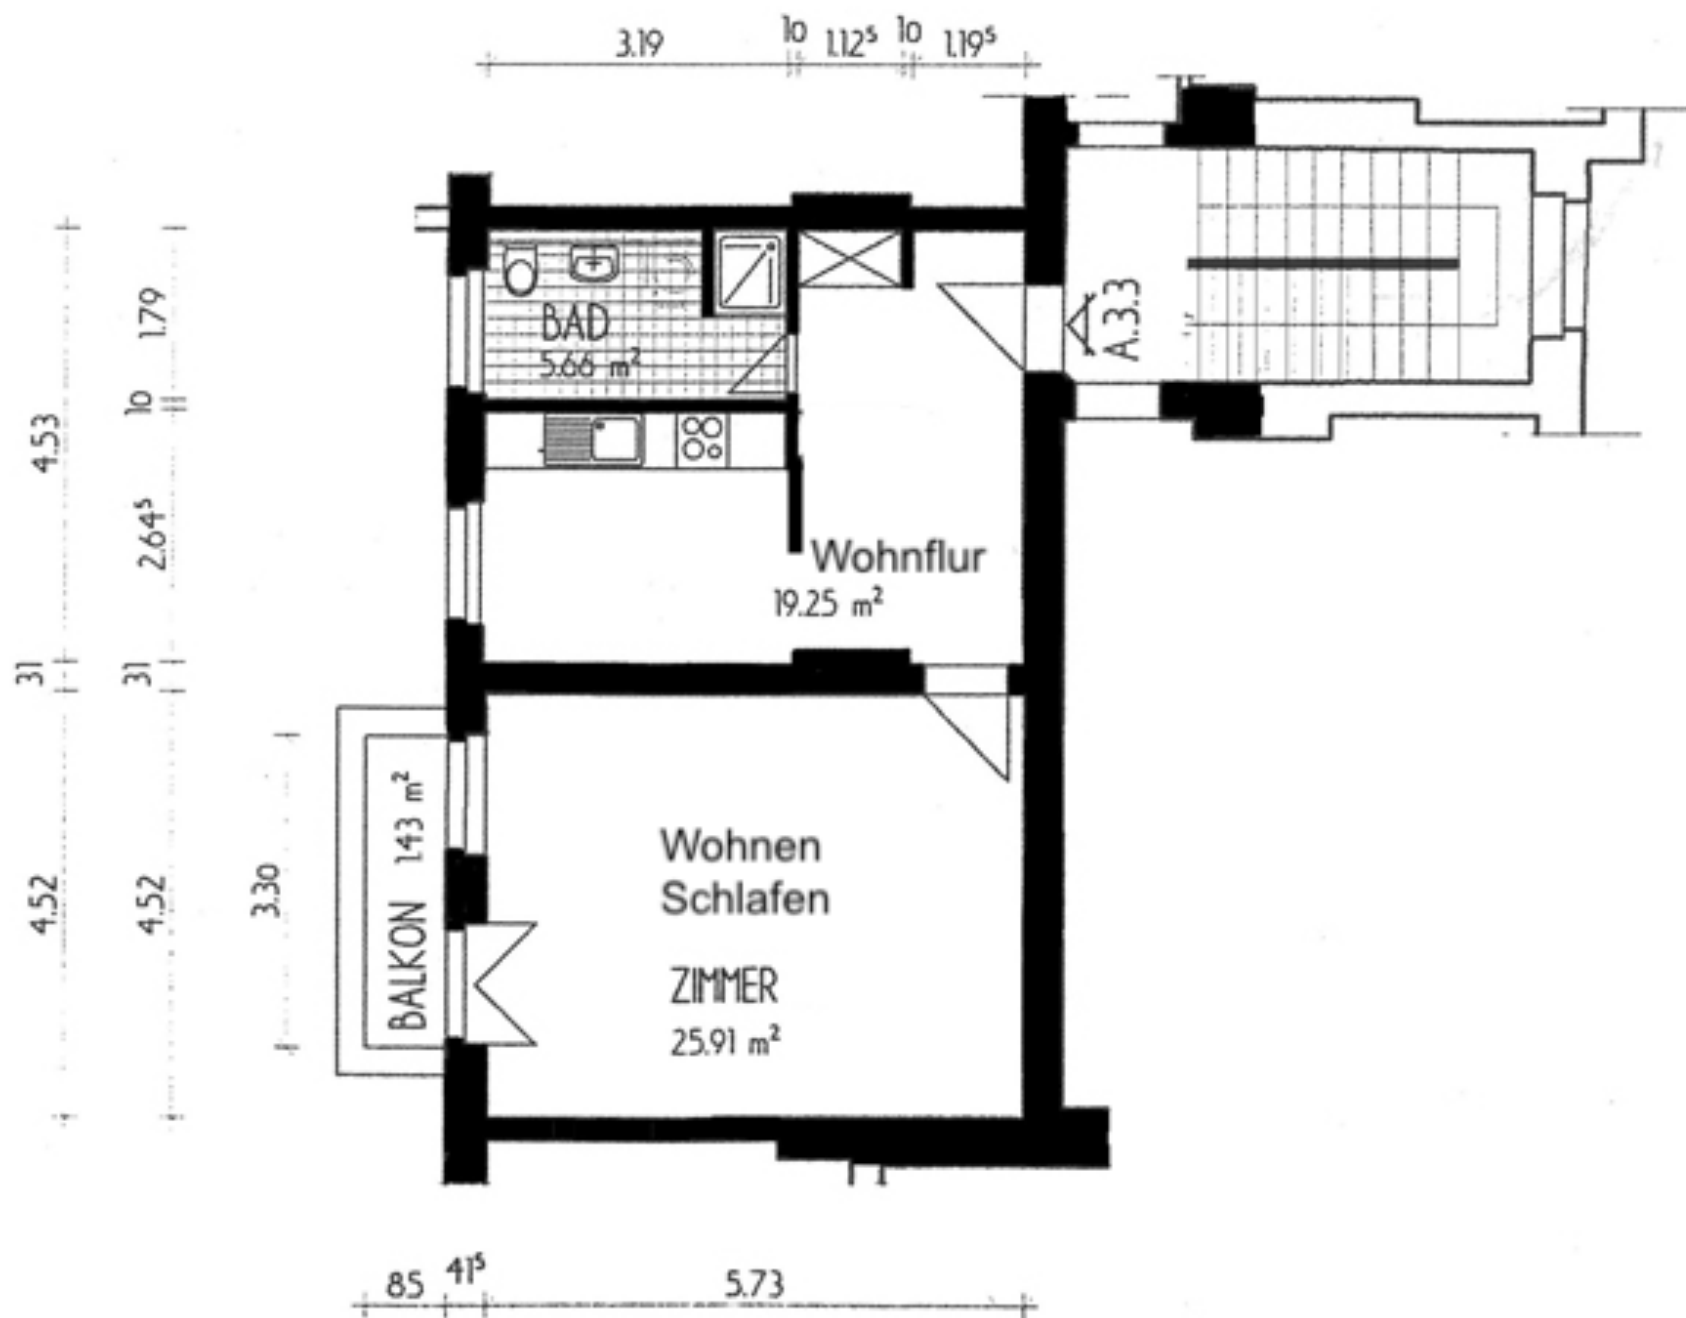 3.19
10
1.12⁵
10
1.19⁵
A.3.3
BAD
5.66 m²
1.79
10
4.53
2.64⁵
Wohnflur
19.25 m²
31
31
BALKON 1.43 m²
Wohnen
Schlafen
ZIMMER
25.91 m²
4.52
4.52
3.30
85
41⁵
5.73